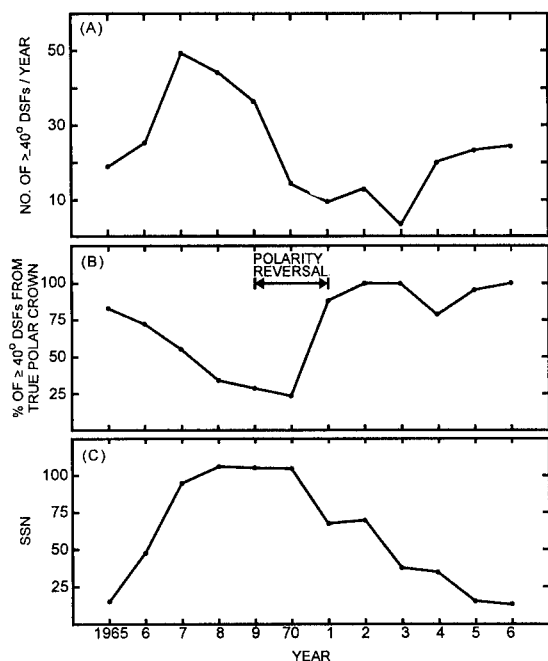 (A)
NO. OF ≥40° DSFs / YEAR
50
30
10
(B)
% OF ≥ 40° DSFs FROM
TRUE POLAR CROWN
POLARITY
REVERSAL
100
75
50
25
(C)
SSN
100
75
50
25
1965 6 7 8 9 70 1 2 3 4 5 6
YEAR